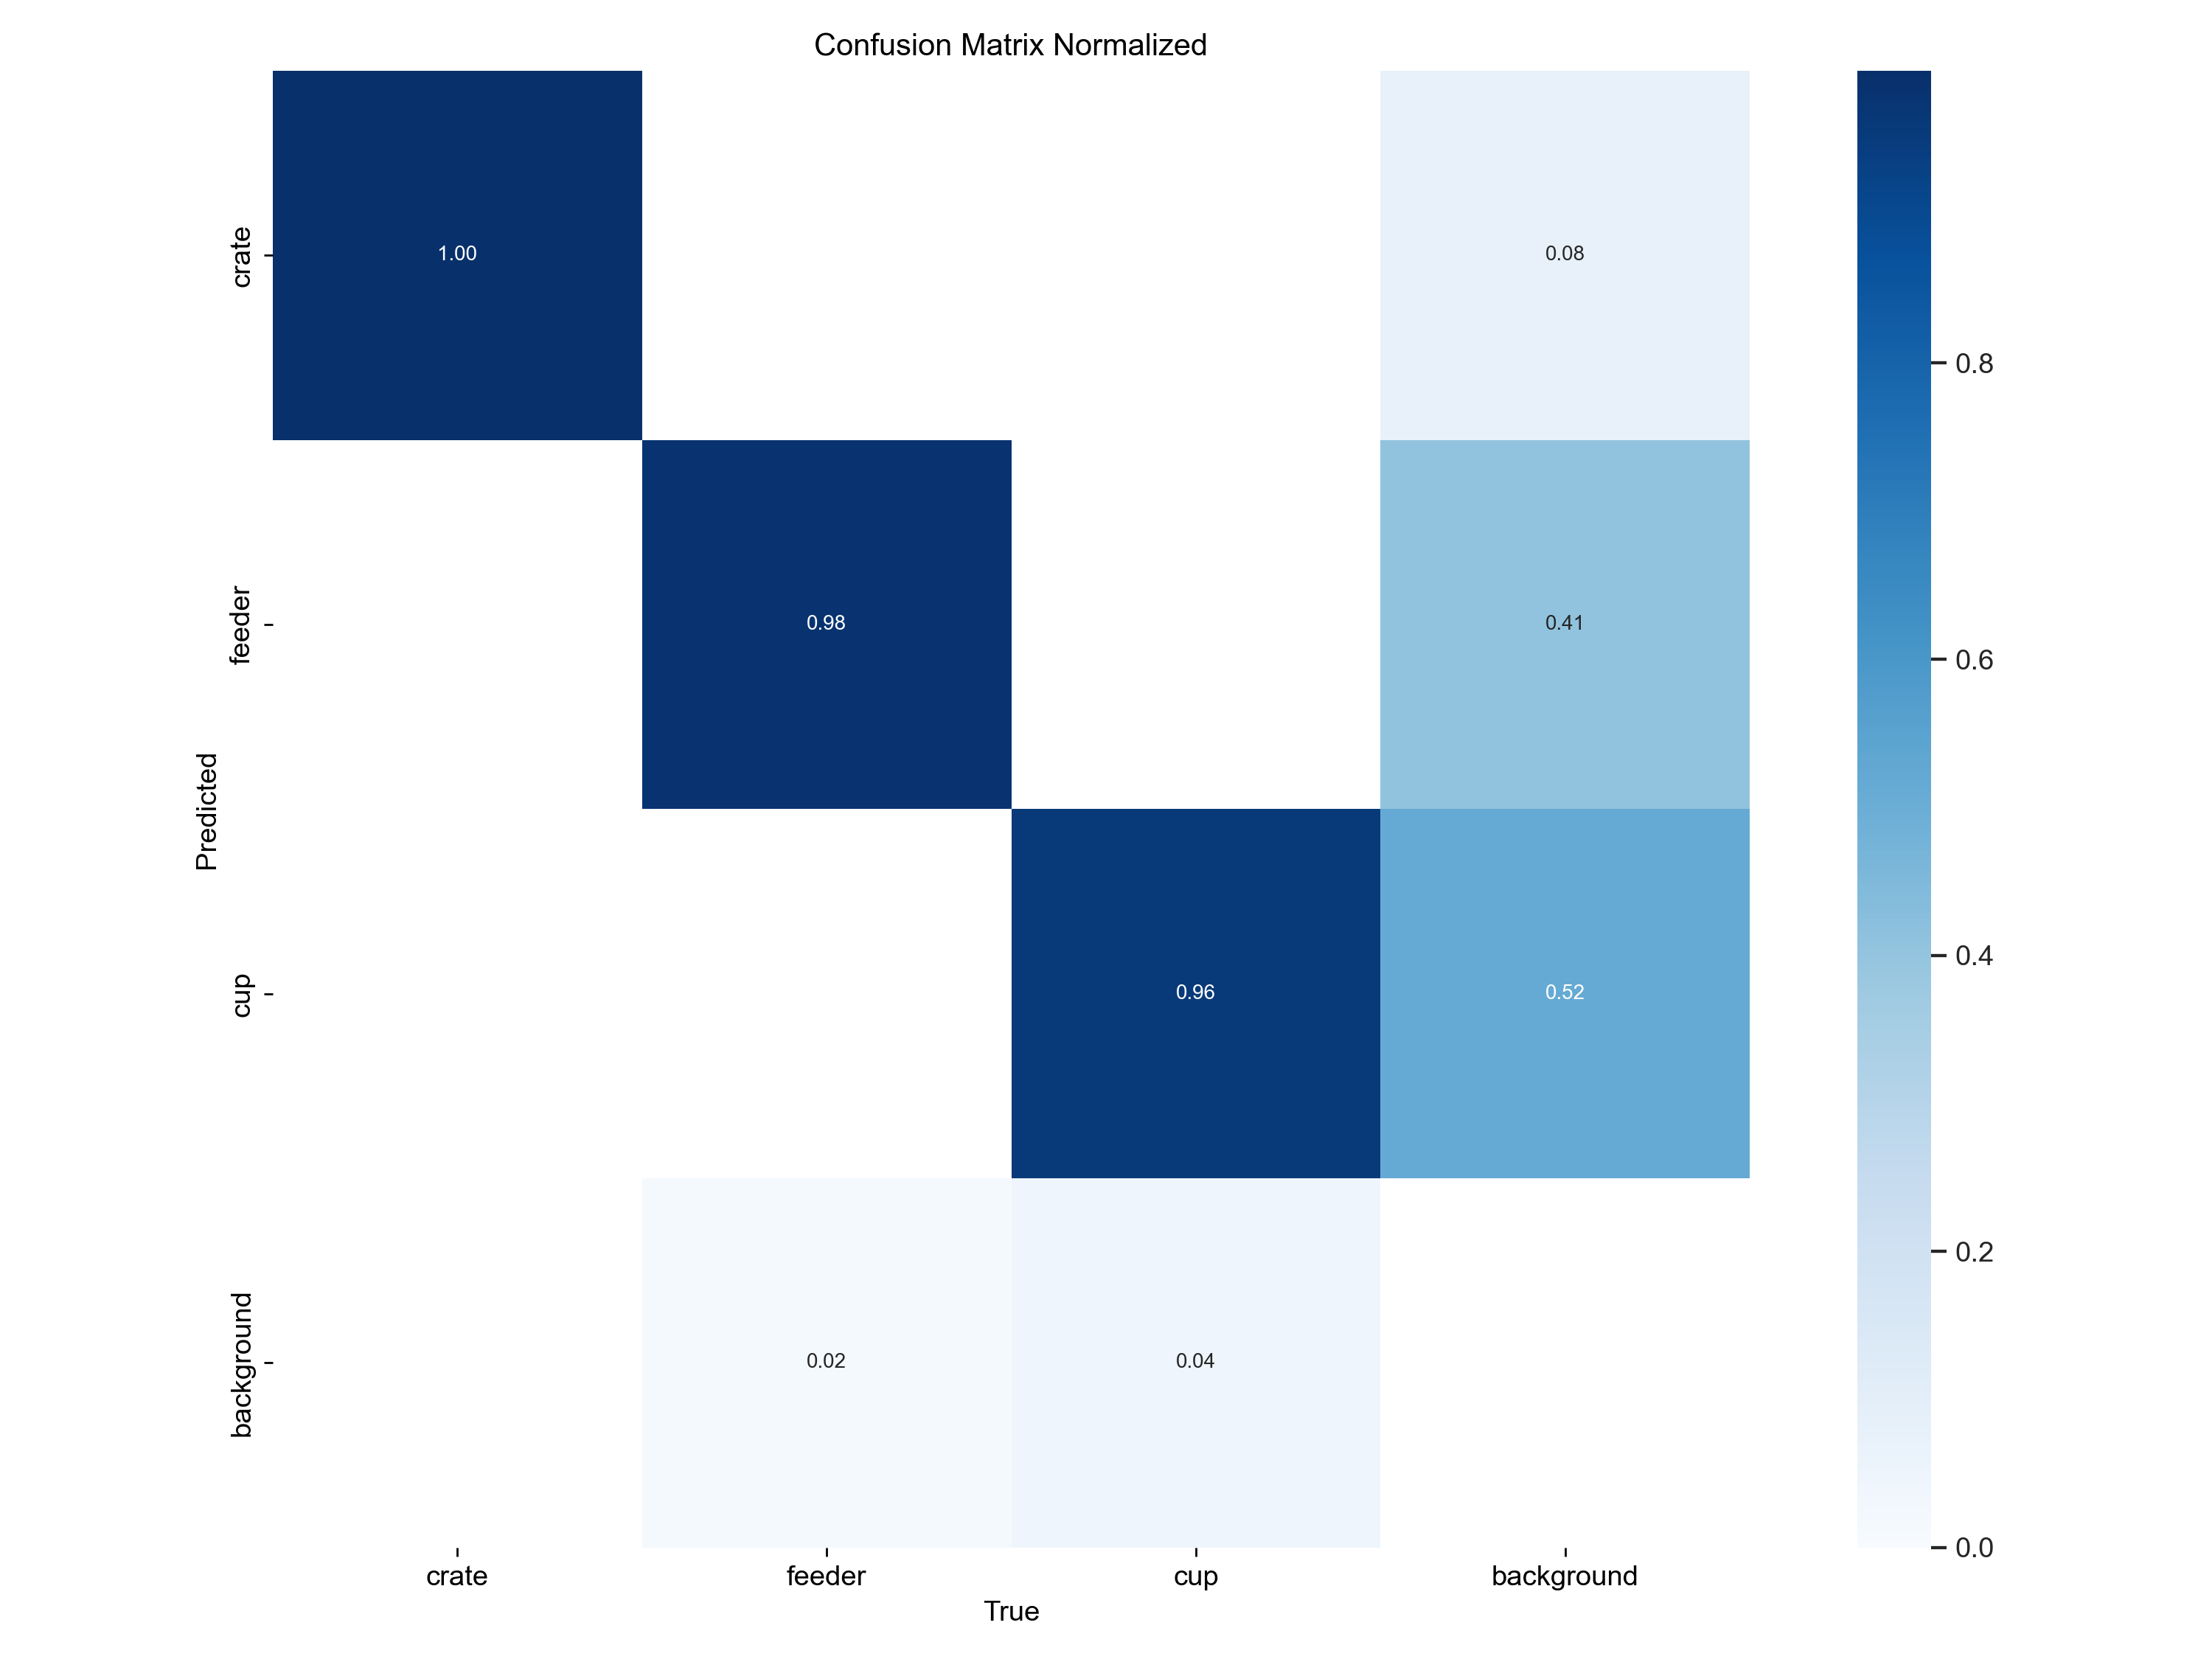 Confusion Matrix Normalized
crate
1.00
0.08
0.8
feeder
0.98
0.41
0.6
Predicted
cup
0.96
0.52
0.4
background
0.02
0.04
0.2
0.0
crate
feeder
cup
background
True